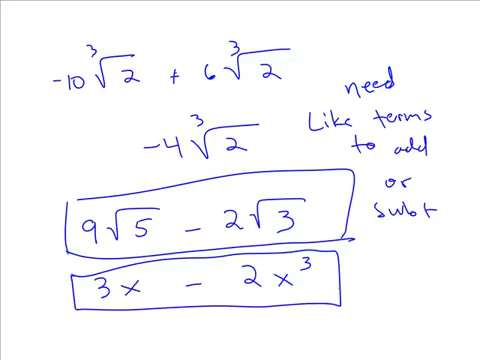 -10 ∛2 + 6 ∛2
-4 ∛2
need
Like terms
to add
or
subt
9√5 - 2√3
3x - 2x³